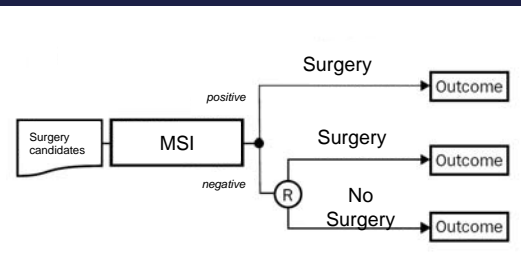 Surgery
positive
Outcome
Surgery
candidates
MSI
Surgery
Outcome
negative
R
No
Surgery
Outcome